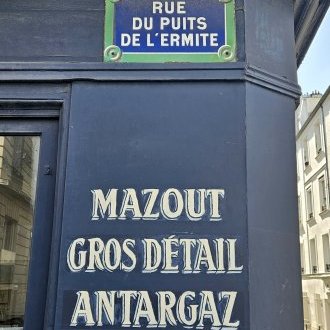 RUE
DU PUITS
DE L'ERMITE
MAZOUT
GROS DÉTAIL
ANTARGAZ